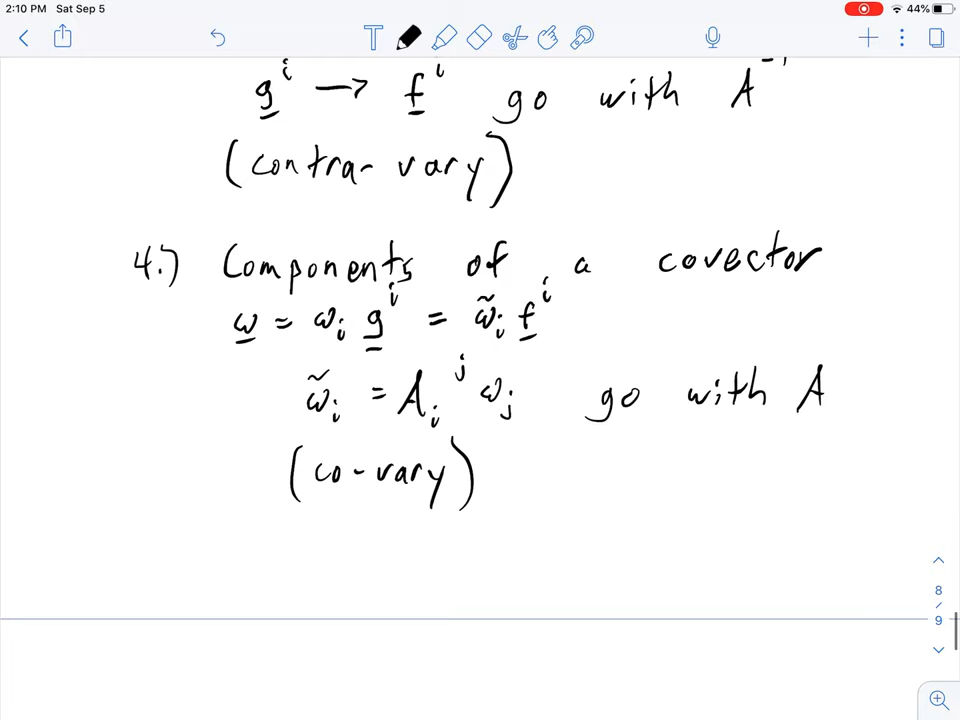 2:10 PM Sat Sep 5
44%
g^i → f^i go with A^-1
(contra-vary)
4.) Components of a covector
ω = ω_i g^i = ω̃_i f^i
ω̃_i = A_i^j ω_j go with A
(co-vary)
8
/
9